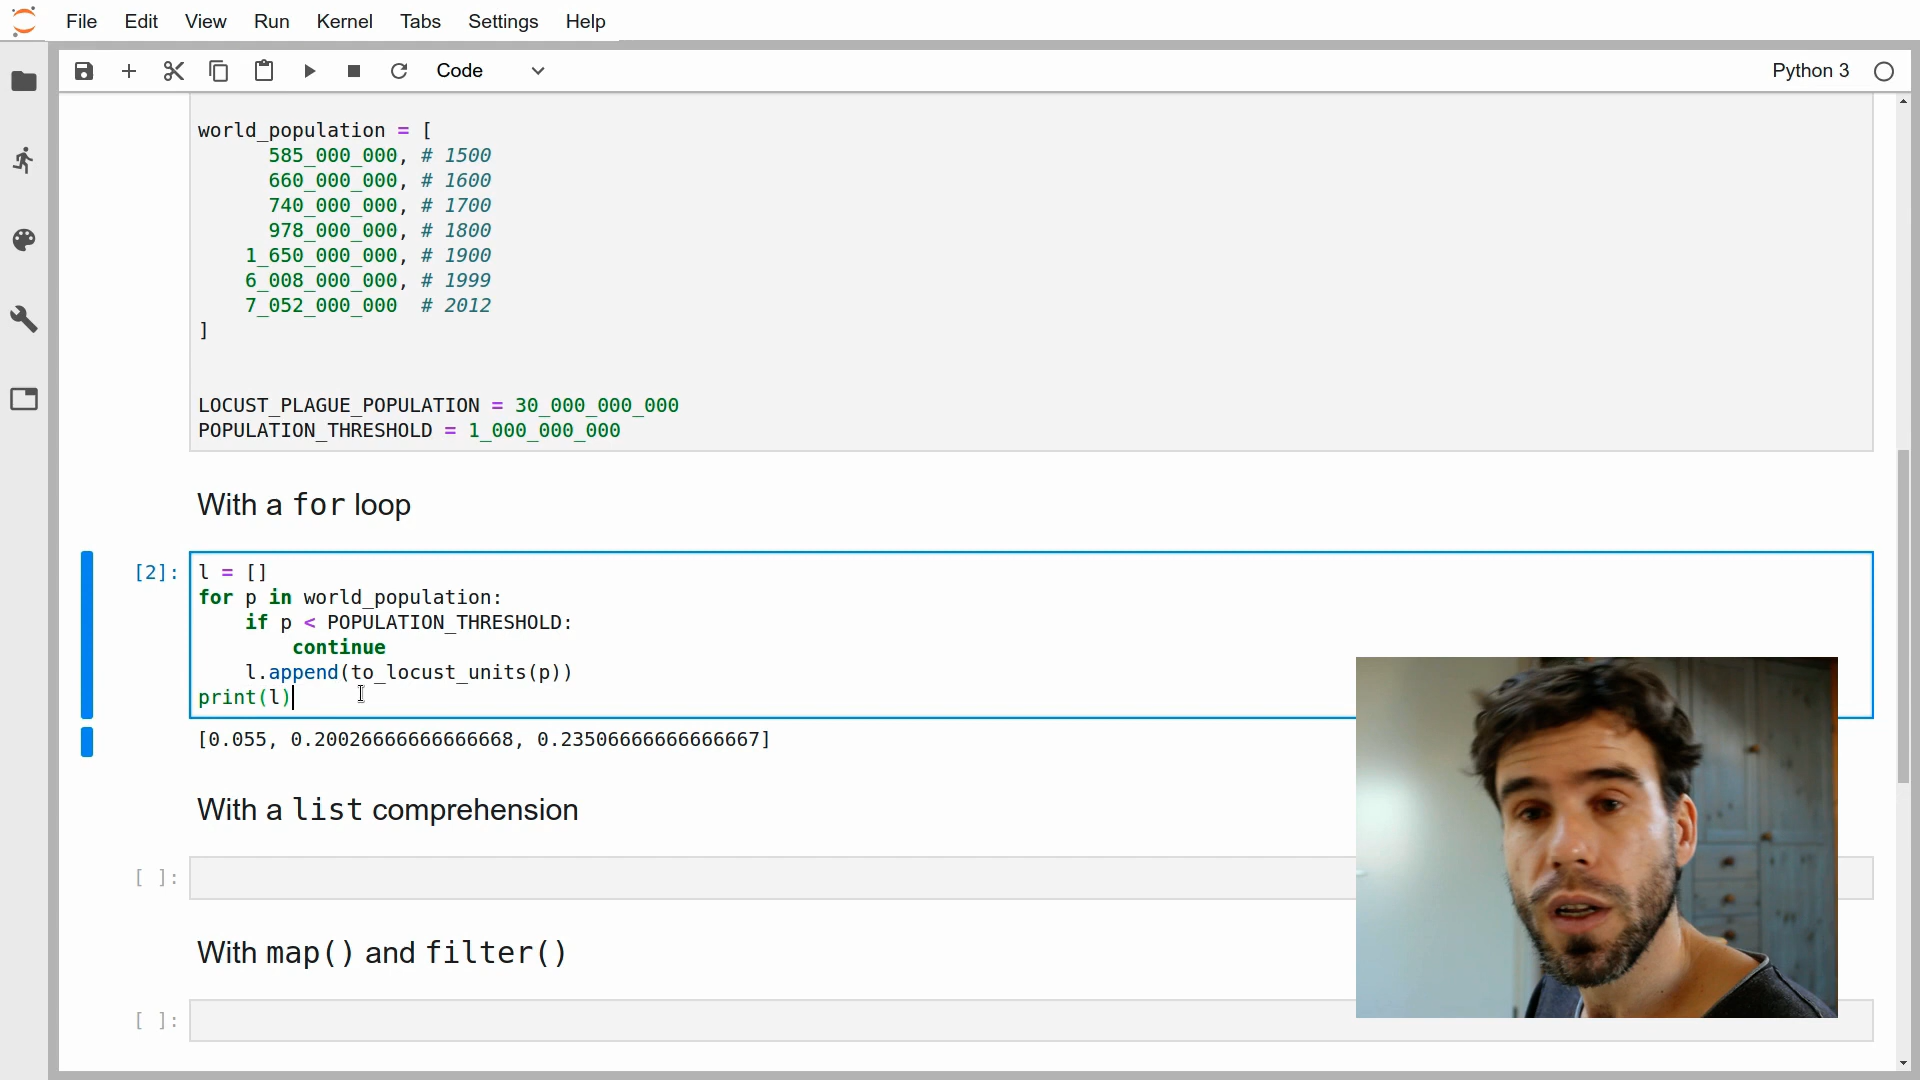 File Edit View Run Kernel Tabs Settings Help
Code
Python 3
world_population = [
585_000_000, # 1500
660_000_000, # 1600
740_000_000, # 1700
978_000_000, # 1800
1_650_000_000, # 1900
6_008_000_000, # 1999
7_052_000_000 # 2012
]
LOCUST_PLAGUE_POPULATION = 30_000_000_000
POPULATION_THRESHOLD = 1_000_000_000
With a for loop
[2]: l = []
for p in world_population:
if p < POPULATION_THRESHOLD:
continue
l.append(to_locust_units(p))
print(l)
[0.055, 0.20026666666666668, 0.23506666666666667]
With a list comprehension
[ ]:
With map() and filter()
[ ]: